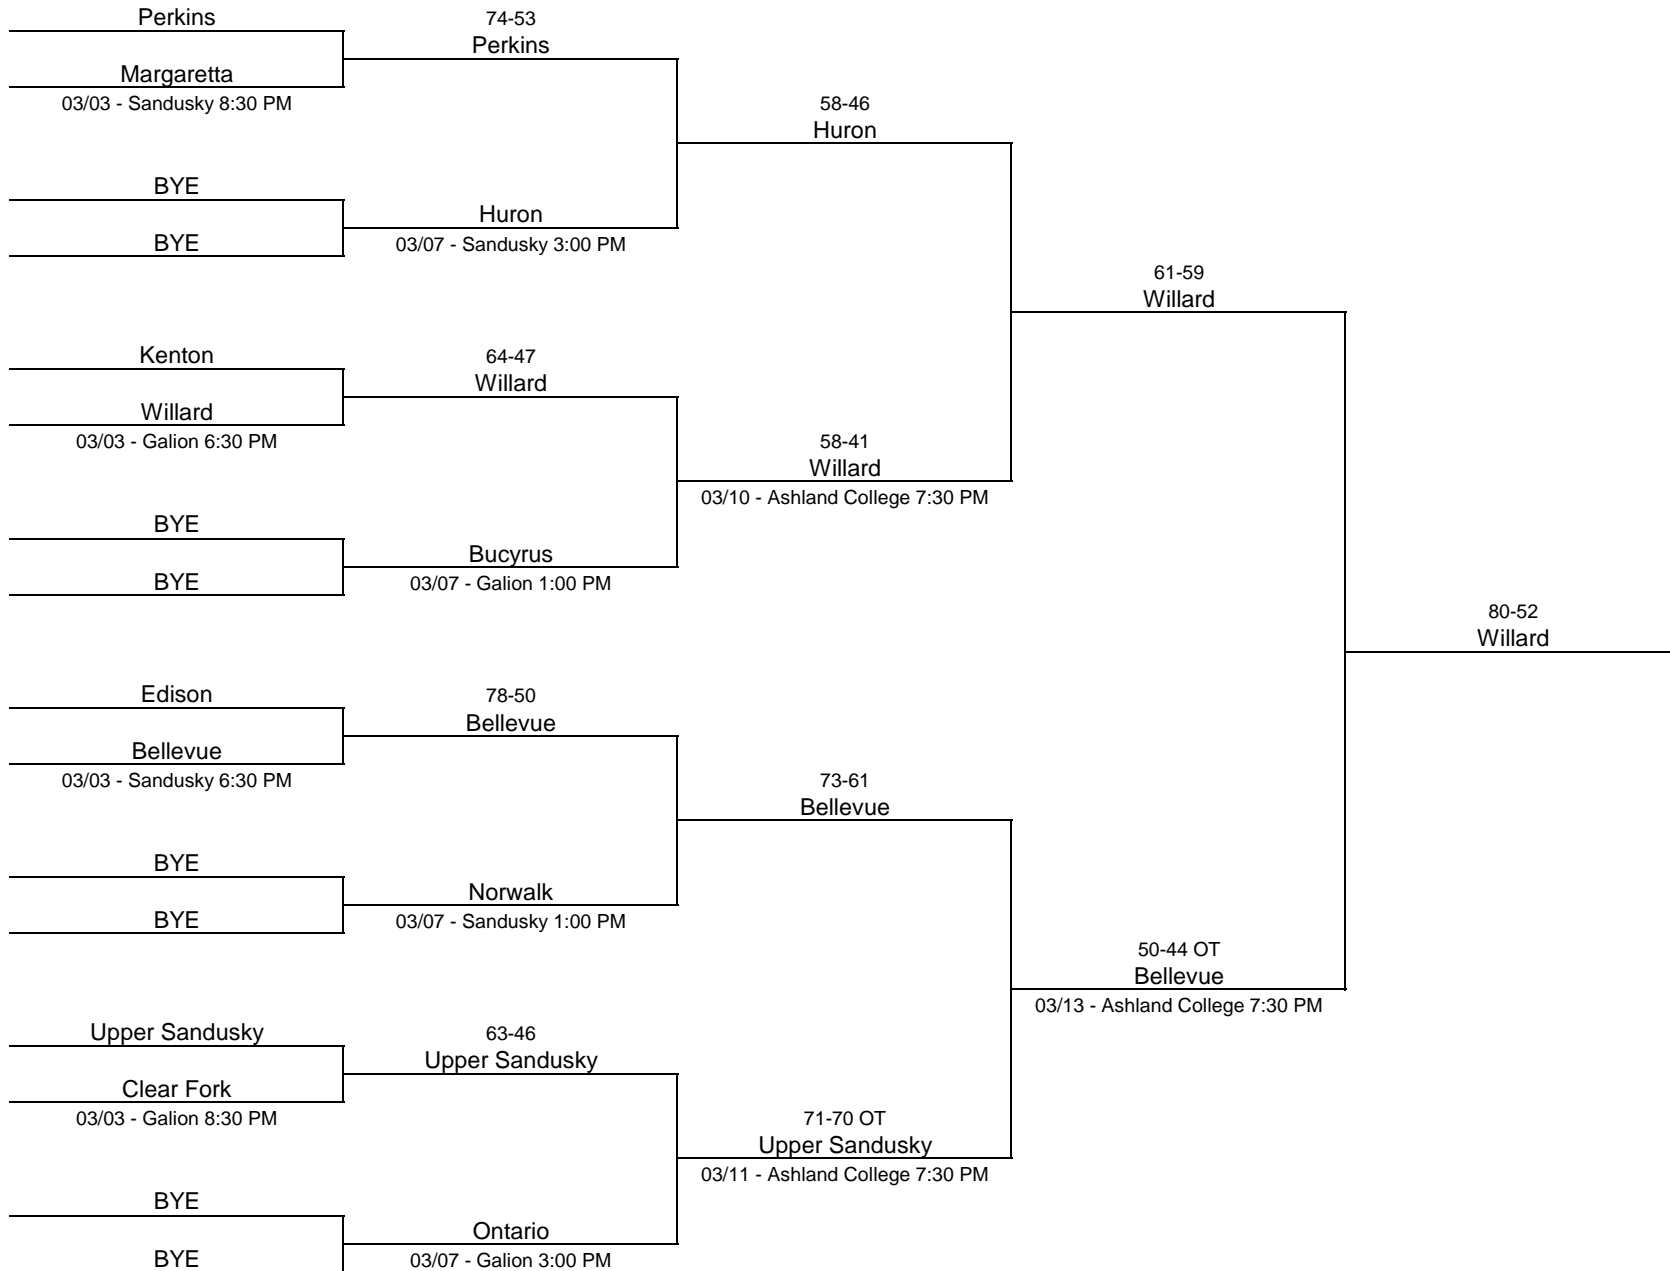 Perkins
Margaretta
03/03 - Sandusky 8:30 PM
BYE
BYE
Kenton
Willard
03/03 - Galion 6:30 PM
BYE
BYE
Edison
Bellevue
03/03 - Sandusky 6:30 PM
BYE
BYE
Upper Sandusky
Clear Fork
03/03 - Galion 8:30 PM
BYE
BYE
74-53
Perkins
Huron
03/07 - Sandusky 3:00 PM
64-47
Willard
Bucyrus
03/07 - Galion 1:00 PM
78-50
Bellevue
Norwalk
03/07 - Sandusky 1:00 PM
63-46
Upper Sandusky
Ontario
03/07 - Galion 3:00 PM
58-46
Huron
58-41
Willard
03/10 - Ashland College 7:30 PM
73-61
Bellevue
71-70 OT
Upper Sandusky
03/11 - Ashland College 7:30 PM
61-59
Willard
50-44 OT
Bellevue
03/13 - Ashland College 7:30 PM
80-52
Willard